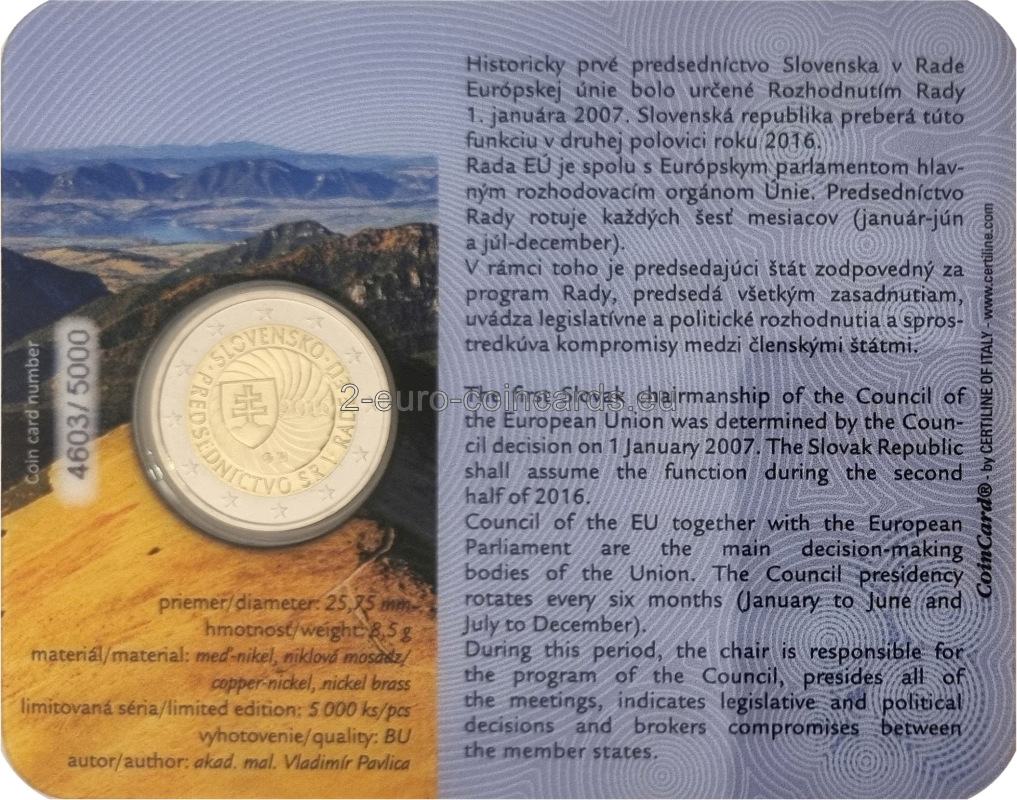 Historicky prvé predsedníctvo Slovenska v Rade
Európskej únie bolo určené Rozhodnutím Rady
1. januára 2007. Slovenská republika preberá túto
funkciu v druhej polovici roku 2016.
Rada EÚ je spolu s Európskym parlamentom hlav-
ným rozhodovacím orgánom Únie. Predsedníctvo
Rady rotuje každých šesť mesiacov (január-jún
a júl-december).
V rámci toho je predsedajúci štát zodpovedný za
program Rady, predsedá všetkým zasadnutiam,
uvádza legislatívne a politické rozhodnutia a spros-
tredkúva kompromisy medzi členskými štátmi.
The first Slovak chairmanship of the Council of
the European Union was determined by the Coun-
cil decision on 1 January 2007. The Slovak Republic
shall assume the function during the second
half of 2016.
Council of the EU together with the European
Parliament are the main decision-making
bodies of the Union. The Council presidency
rotates every six months (January to June and
July to December).
During this period, the chair is responsible for
the program of the Council, presides all of
the meetings, indicates legislative and political
decisions and brokers compromises between
the member states.
CoinCard® - by CERTILINE OF ITALY - www.certiline.com
Coin card number
4603/5000
SLOVENSKO
PREDSEDNÍCTVO SR V RADE
2016
2-euro-coincards.eu
priemer/diameter: 25,75 mm
hmotnosť/weight: 8,5 g
materiál/material: meď-nikel, niklová mosadz/
copper-nickel, nickel brass
limitovaná séria/limited edition: 5 000 ks/pcs
vyhotovenie/quality: BU
autor/author: akad. mal. Vladimír Pavlica